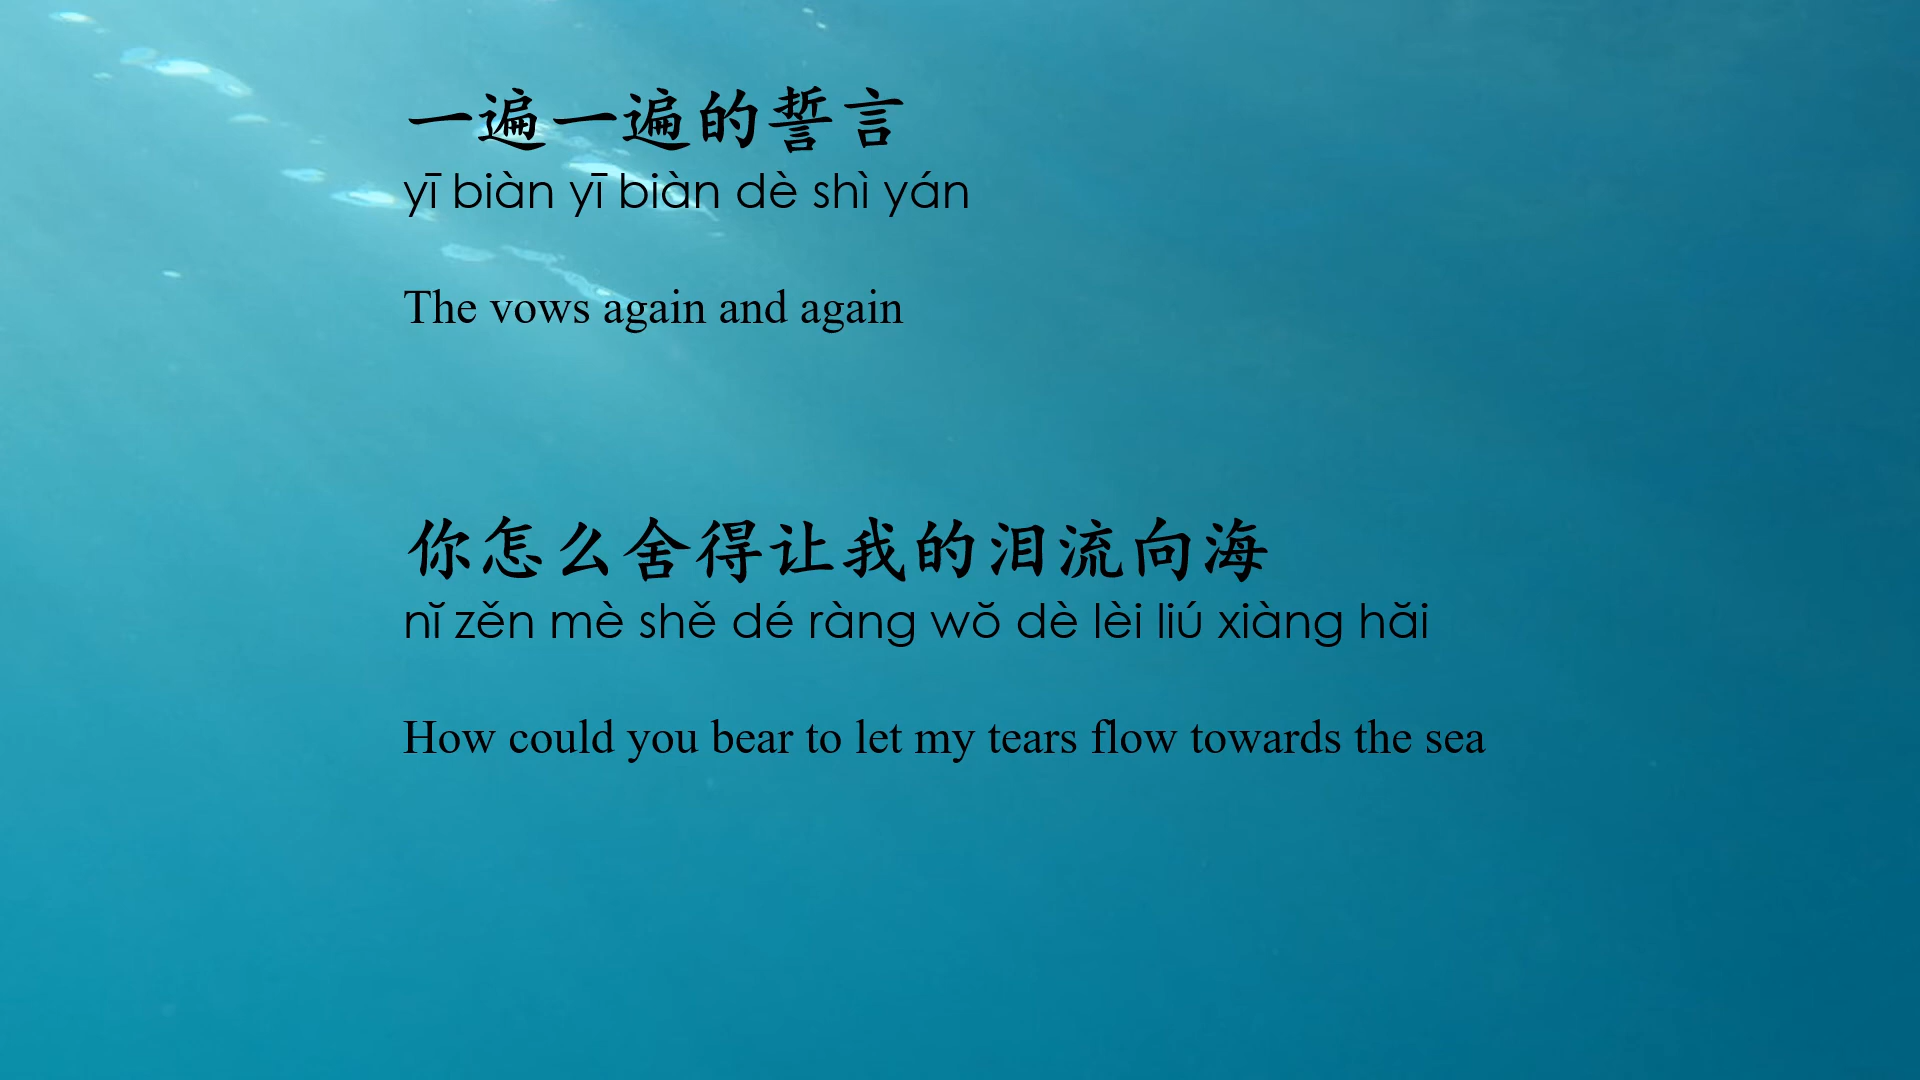 一遍一遍的誓言
yī biàn yī biàn dè shì yán
The vows again and again
你怎么舍得让我的泪流向海
nǐ zěn mè shě dé ràng wǒ dè lèi liú xiàng hǎi
How could you bear to let my tears flow towards the sea